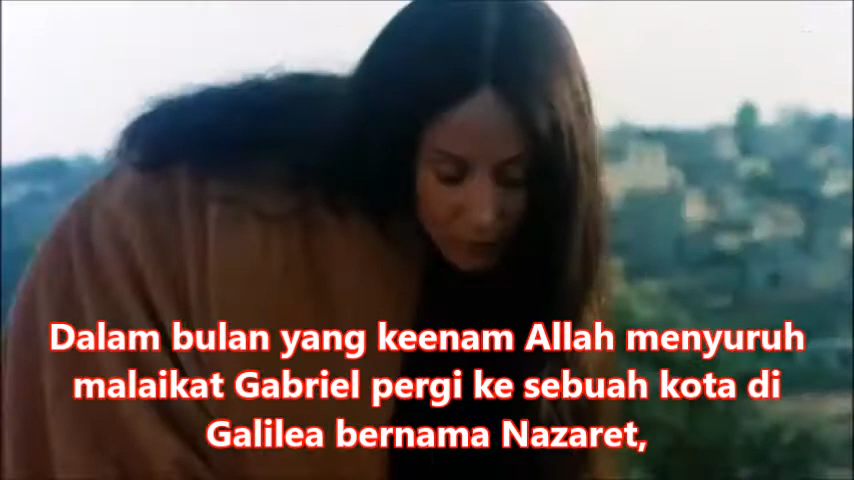 Dalam bulan yang keenam Allah menyuruh
malaikat Gabriel pergi ke sebuah kota di
Galilea bernama Nazaret,